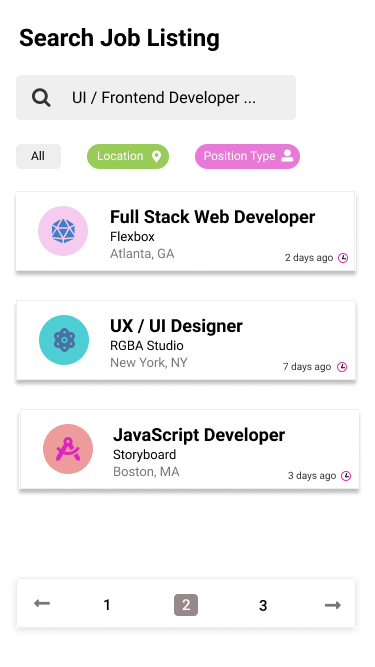 Search Job Listing
UI / Frontend Developer ...
All Location Position Type
Full Stack Web Developer
Flexbox
Atlanta, GA
2 days ago
UX / UI Designer
RGBA Studio
New York, NY
7 days ago
JavaScript Developer
Storyboard
Boston, MA
3 days ago
1 2 3